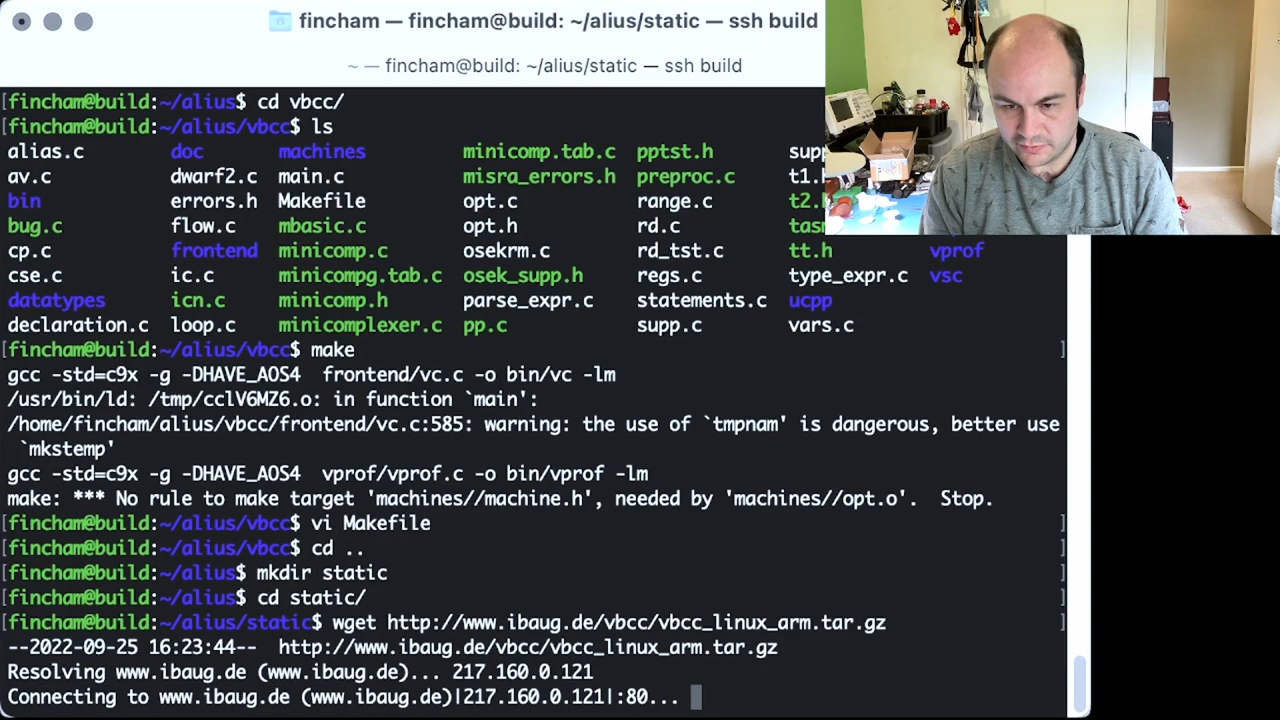 fincham — fincham@build: ~/alius/static — ssh build
~ — fincham@build: ~/alius/static — ssh build
[fincham@build:~/alius$ cd vbcc/
[fincham@build:~/alius/vbcc$ ls
alias.c doc machines minicomp.tab.c pptst.h supp
av.c dwarf2.c main.c misra_errors.h preproc.c t1.
bin errors.h Makefile opt.c range.c t2.
bug.c flow.c mbasic.c opt.h rd.c tasm
cp.c frontend minicomp.c osekrm.c rd_tst.c tt.h vprof
cse.c ic.c minicompg.tab.c osek_supp.h regs.c type_expr.c vsc
datatypes icn.c minicomp.h parse_expr.c statements.c ucpp
declaration.c loop.c minicomplexer.c pp.c supp.c vars.c
[fincham@build:~/alius/vbcc$ make ]
gcc -std=c9x -g -DHAVE_AOS4 frontend/vc.c -o bin/vc -lm
/usr/bin/ld: /tmp/cclV6MZ6.o: in function `main':
/home/fincham/alius/vbcc/frontend/vc.c:585: warning: the use of `tmpnam' is dangerous, better use
`mkstemp'
gcc -std=c9x -g -DHAVE_AOS4 vprof/vprof.c -o bin/vprof -lm
make: *** No rule to make target 'machines//machine.h', needed by 'machines//opt.o'. Stop.
[fincham@build:~/alius/vbcc$ vi Makefile ]
[fincham@build:~/alius/vbcc$ cd .. ]
[fincham@build:~/alius$ mkdir static ]
[fincham@build:~/alius$ cd static/ ]
[fincham@build:~/alius/static$ wget http://www.ibaug.de/vbcc/vbcc_linux_arm.tar.gz ]
--2022-09-25 16:23:44-- http://www.ibaug.de/vbcc/vbcc_linux_arm.tar.gz
Resolving www.ibaug.de (www.ibaug.de)... 217.160.0.121
Connecting to www.ibaug.de (www.ibaug.de)|217.160.0.121|:80...